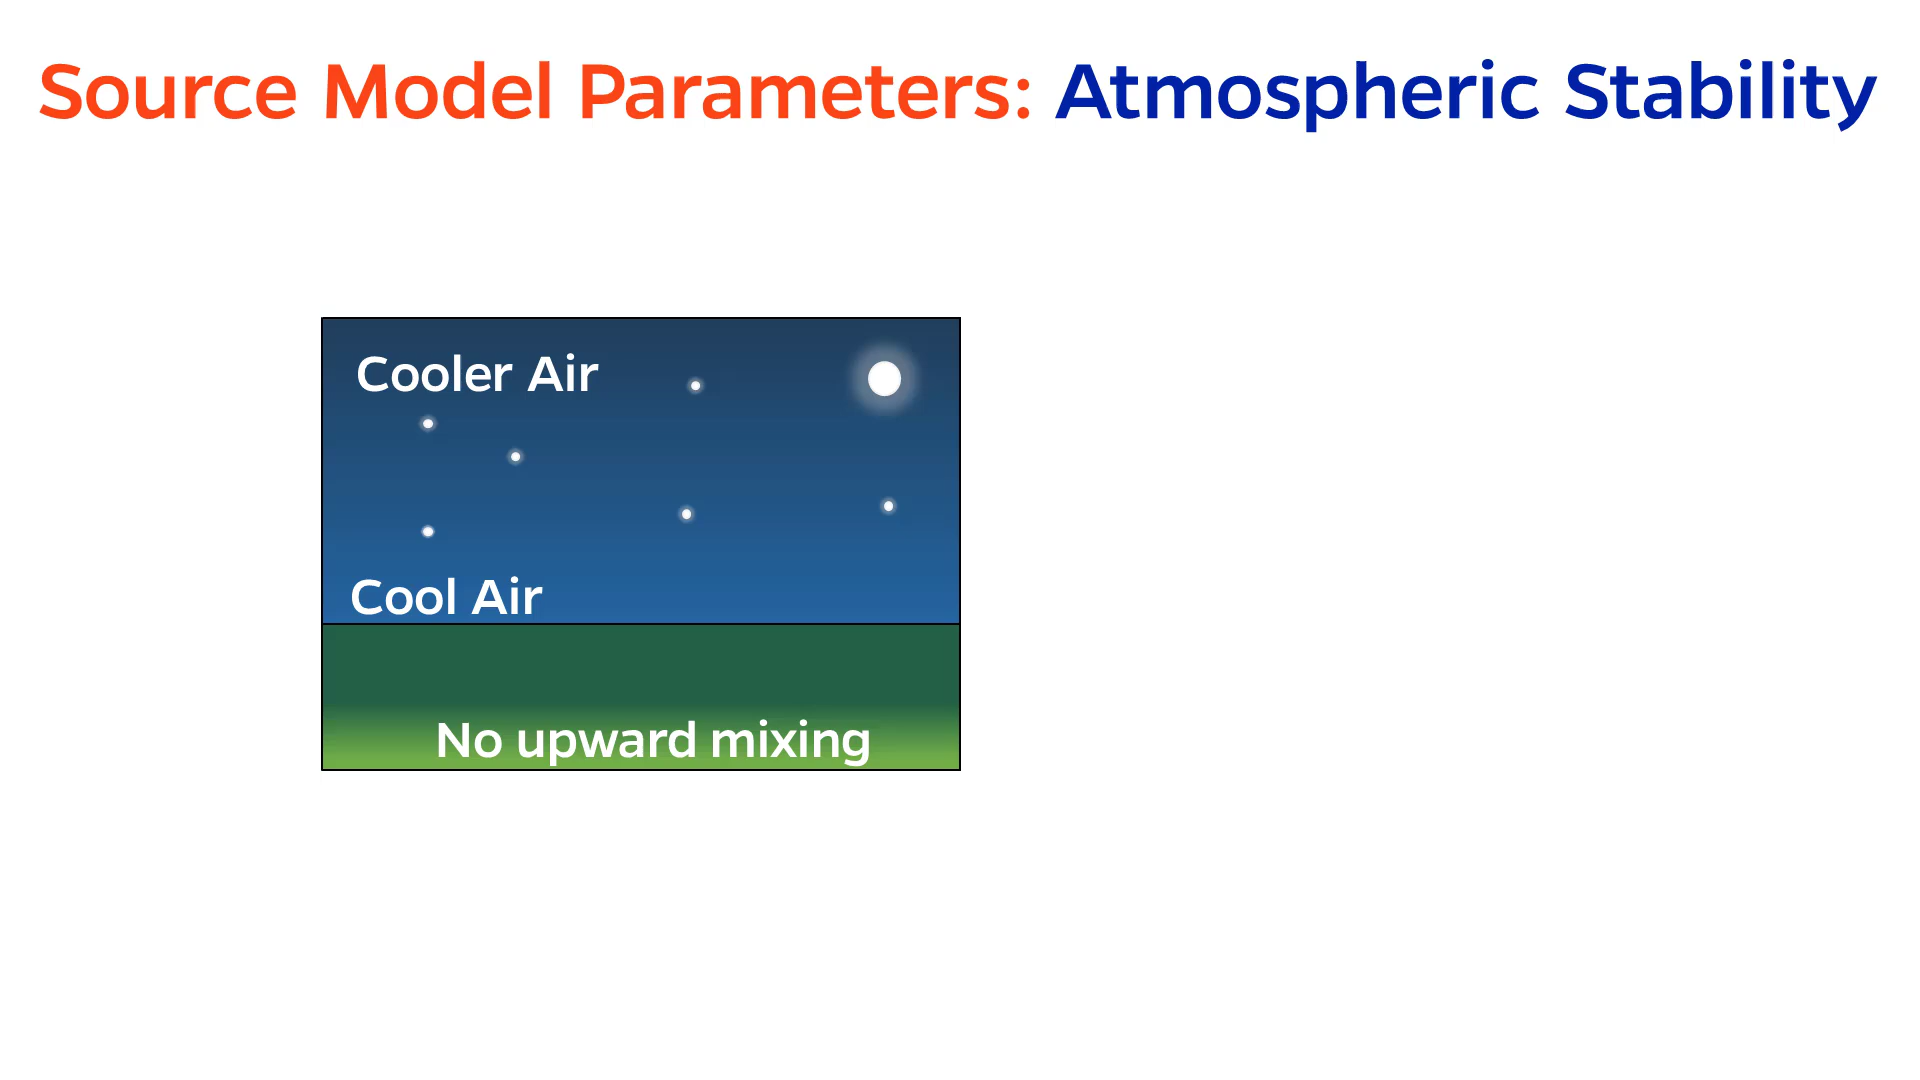 Source Model Parameters: Atmospheric Stability
Cooler Air
Cool Air
No upward mixing